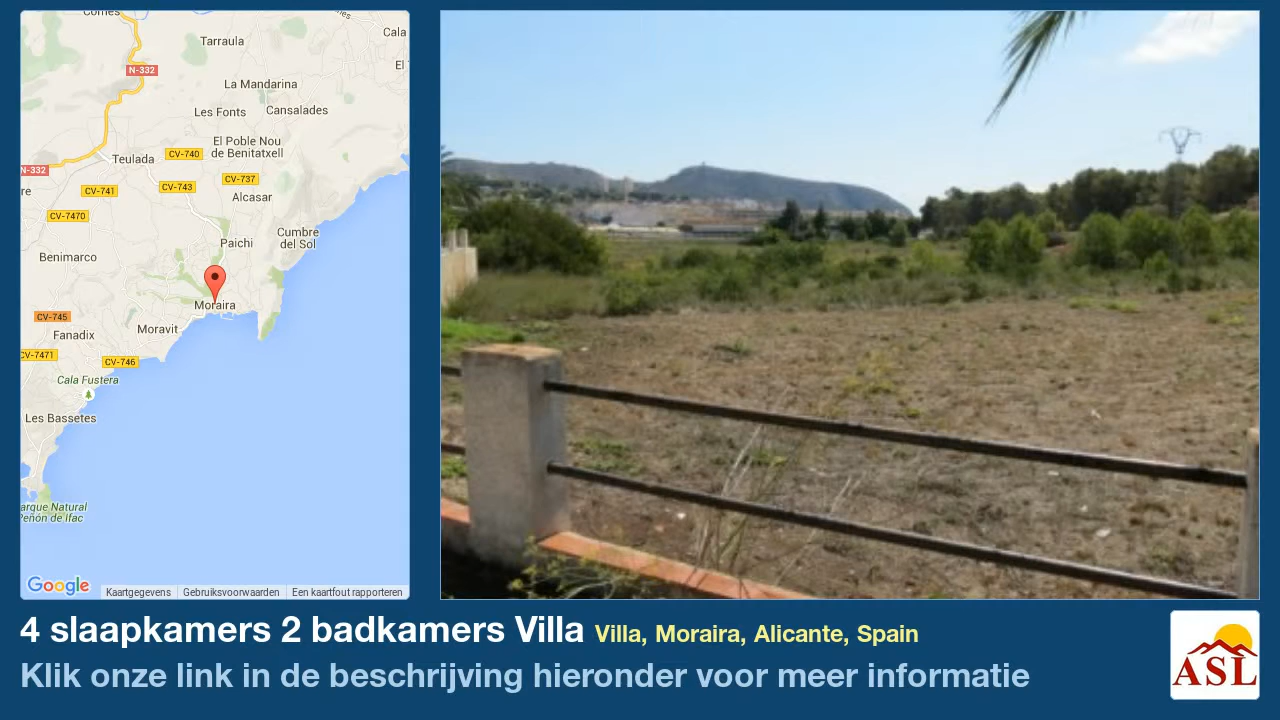 Comes
Tarraula
Cala
N-332
El
La Mandarina
Les Fonts
Cansalades
El Poble Nou
de Benitatxell
CV-740
Teulada
N-332
CV-737
CV-743
CV-741
re
Alcasar
CV-7470
Cumbre
del Sol
Paichi
Benimarco
Moraira
CV-745
Moravit
Fanadix
CV-7471
CV-746
Cala Fustera
Les Bassetes
arque Natural
Peñón de Ifac
Google
Kaartgegevens
Gebruiksvoorwaarden
Een kaartfout rapporteren
4 slaapkamers 2 badkamers Villa Villa, Moraira, Alicante, Spain
Klik onze link in de beschrijving hieronder voor meer informatie
ASL